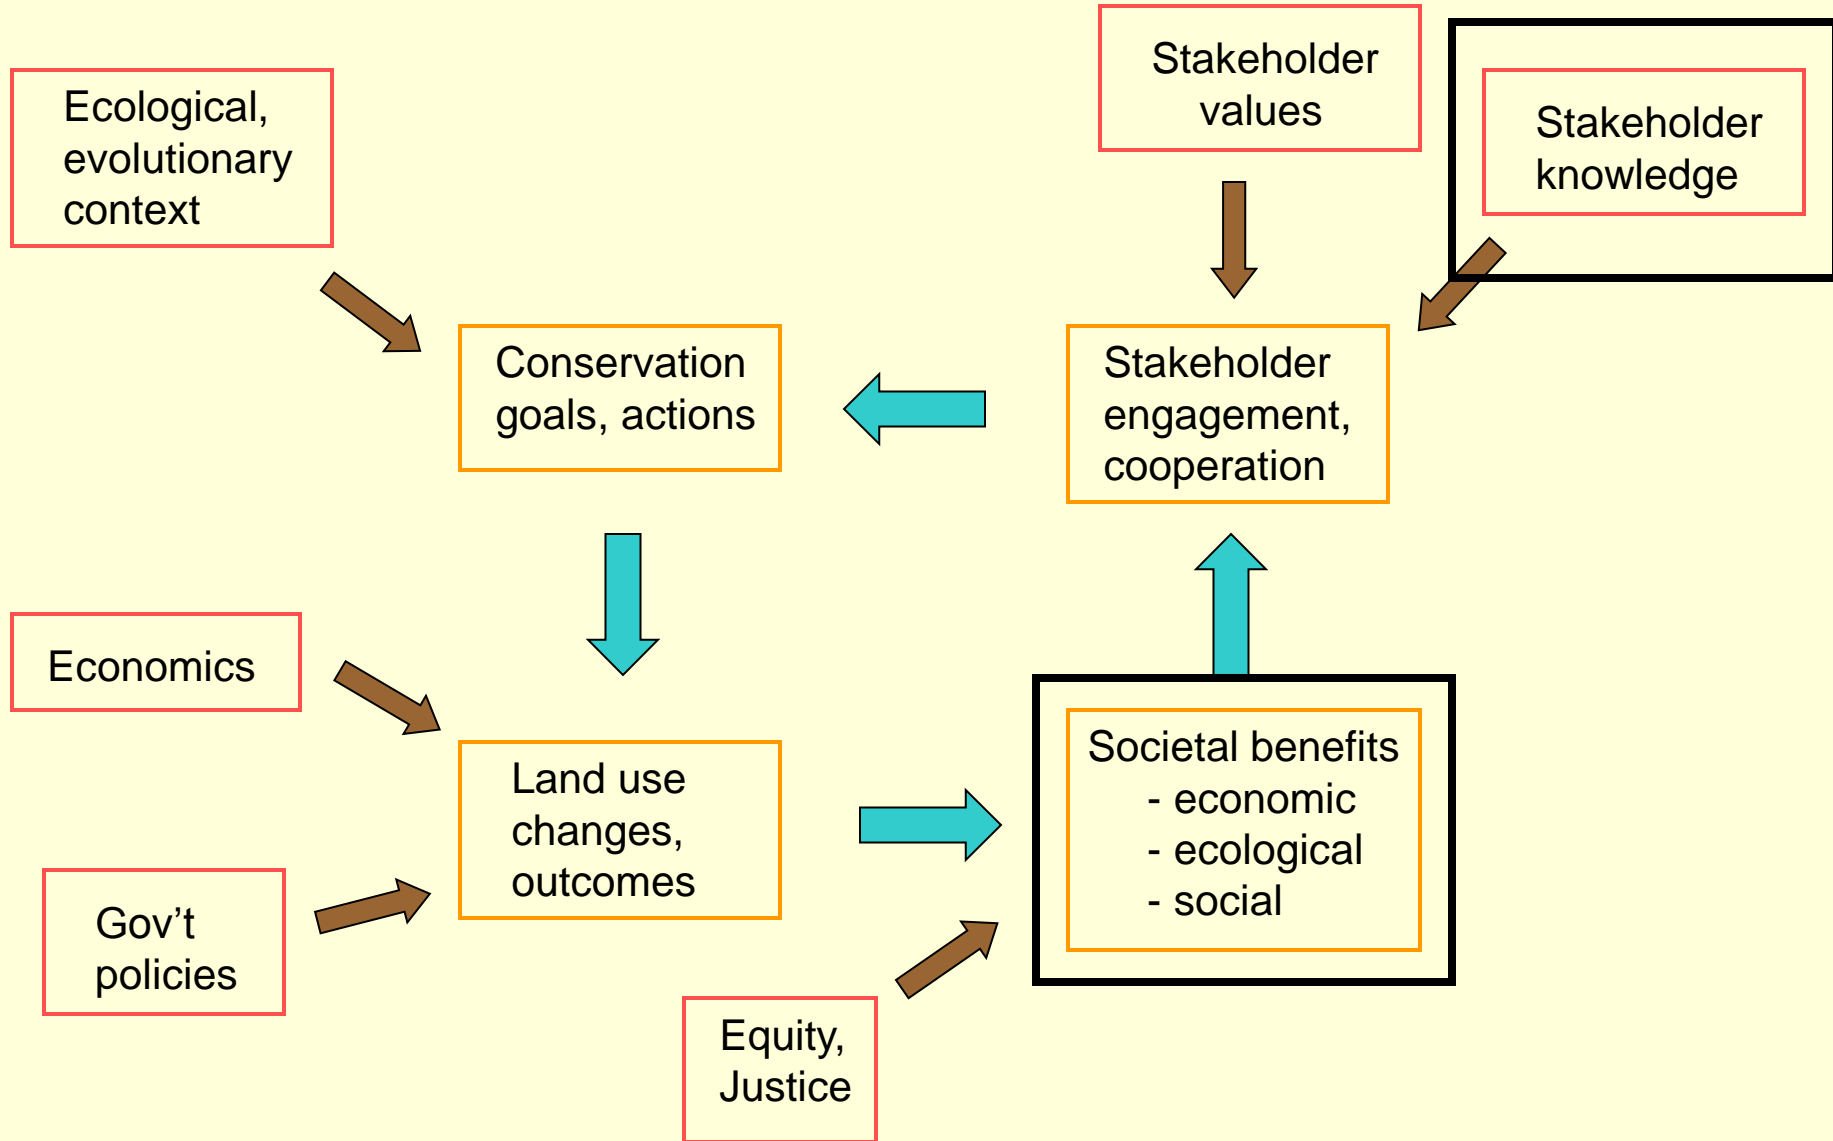 Stakeholder
values
Ecological,
evolutionary
context
Stakeholder
knowledge
Conservation
goals, actions
Stakeholder
engagement,
cooperation
Economics
Land use
changes,
outcomes
Societal benefits
- economic
- ecological
- social
Gov’t
policies
Equity,
Justice